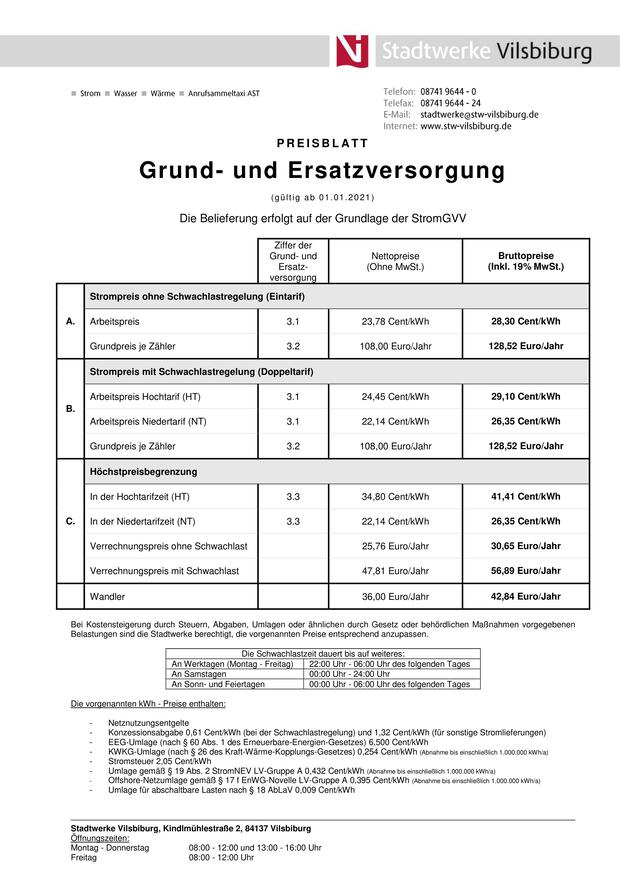 Stadtwerke Vilsbiburg
Strom Wasser Wärme Anrufsammeltaxi AST
Telefon: 08741 9644 - 0
Telefax: 08741 9644 - 24
E-Mail: stadtwerke@stw-vilsbiburg.de
Internet: www.stw-vilsbiburg.de
PREISBLATT
Grund- und Ersatzversorgung
(gültig ab 01.01.2021)
Die Belieferung erfolgt auf der Grundlage der StromGVV
Ziffer der
Grund- und
Ersatz-
versorgung
Nettopreise
(Ohne MwSt.)
Bruttopreise
(Inkl. 19% MwSt.)
A.
Strompreis ohne Schwachlastregelung (Eintarif)
Arbeitspreis 3.1 23,78 Cent/kWh 28,30 Cent/kWh
Grundpreis je Zähler 3.2 108,00 Euro/Jahr 128,52 Euro/Jahr
B.
Strompreis mit Schwachlastregelung (Doppeltarif)
Arbeitspreis Hochtarif (HT) 3.1 24,45 Cent/kWh 29,10 Cent/kWh
Arbeitspreis Niedertarif (NT) 3.1 22,14 Cent/kWh 26,35 Cent/kWh
Grundpreis je Zähler 3.2 108,00 Euro/Jahr 128,52 Euro/Jahr
C.
Höchstpreisbegrenzung
In der Hochtarifzeit (HT) 3.3 34,80 Cent/kWh 41,41 Cent/kWh
In der Niedertarifzeit (NT) 3.3 22,14 Cent/kWh 26,35 Cent/kWh
Verrechnungspreis ohne Schwachlast 25,76 Euro/Jahr 30,65 Euro/Jahr
Verrechnungspreis mit Schwachlast 47,81 Euro/Jahr 56,89 Euro/Jahr
Wandler 36,00 Euro/Jahr 42,84 Euro/Jahr
Bei Kostensteigerung durch Steuern, Abgaben, Umlagen oder ähnlichen durch Gesetz oder behördlichen Maßnahmen vorgegebenen
Belastungen sind die Stadtwerke berechtigt, die vorgenannten Preise entsprechend anzupassen.
Die Schwachlastzeit dauert bis auf weiteres:
An Werktagen (Montag - Freitag) 22:00 Uhr - 06:00 Uhr des folgenden Tages
An Samstagen 00:00 Uhr - 24:00 Uhr
An Sonn- und Feiertagen 00:00 Uhr - 06:00 Uhr des folgenden Tages
Die vorgenannten kWh - Preise enthalten:
- Netznutzungsentgelte
- Konzessionsabgabe 0,61 Cent/kWh (bei der Schwachlastregelung) und 1,32 Cent/kWh (für sonstige Stromlieferungen)
- EEG-Umlage (nach § 60 Abs. 1 des Erneuerbare-Energien-Gesetzes) 6,500 Cent/kWh
- KWKG-Umlage (nach § 26 des Kraft-Wärme-Kopplungs-Gesetzes) 0,254 Cent/kWh (Abnahme bis einschließlich 1.000.000 kWh/a)
- Stromsteuer 2,05 Cent/kWh
- Umlage gemäß § 19 Abs. 2 StromNEV LV-Gruppe A 0,432 Cent/kWh (Abnahme bis einschließlich 1.000.000 kWh/a)
- Offshore-Netzumlage gemäß § 17 f EnWG-Novelle LV-Gruppe A 0,395 Cent/kWh (Abnahme bis einschließlich 1.000.000 kWh/a)
- Umlage für abschaltbare Lasten nach § 18 AbLaV 0,009 Cent/kWh
Stadtwerke Vilsbiburg, Kindlmühlestraße 2, 84137 Vilsbiburg
Öffnungszeiten:
Montag - Donnerstag 08:00 - 12:00 und 13:00 - 16:00 Uhr
Freitag 08:00 - 12:00 Uhr